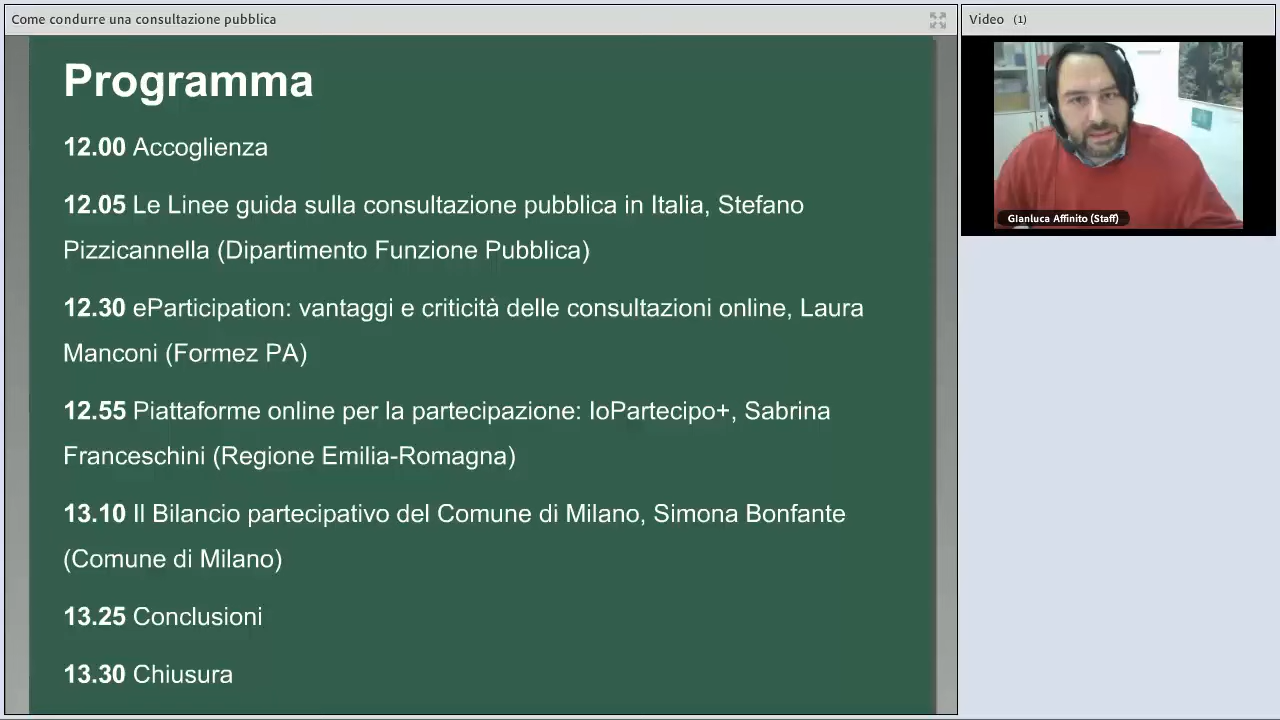 Come condurre una consultazione pubblica
Video (1)
Programma
12.00 Accoglienza
12.05 Le Linee guida sulla consultazione pubblica in Italia, Stefano
Pizzicannella (Dipartimento Funzione Pubblica)
12.30 eParticipation: vantaggi e criticità delle consultazioni online, Laura
Manconi (Formez PA)
12.55 Piattaforme online per la partecipazione: IoPartecipo+, Sabrina
Franceschini (Regione Emilia-Romagna)
13.10 Il Bilancio partecipativo del Comune di Milano, Simona Bonfante
(Comune di Milano)
13.25 Conclusioni
13.30 Chiusura
Gianluca Affinito (Staff)